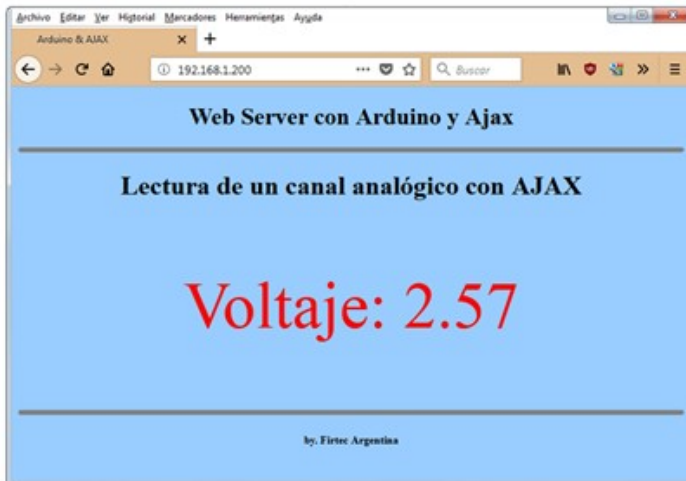 Archivo Editar Ver Historial Marcadores Herramientas Ayuda
Arduino & AJAX
192.168.1.200
Buscar
Web Server con Arduino y Ajax
Lectura de un canal analógico con AJAX
Voltaje: 2.57
by. Firtec Argentina